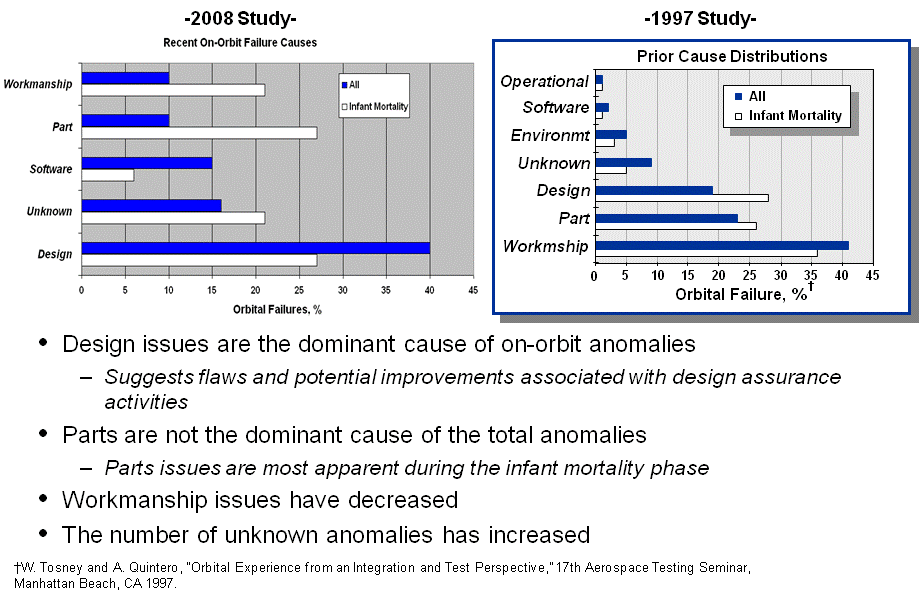 -2008 Study-
Recent On-Orbit Failure Causes
Workmanship
Part
Software
Unknown
Design
All
Infant Mortality
0 5 10 15 20 25 30 35 40 45
Orbital Failures, %
-1997 Study-
Prior Cause Distributions
Operational
Software
Environmt
Unknown
Design
Part
Workmship
All
Infant Mortality
0 5 10 15 20 25 30 35 40 45
Orbital Failure, %†
• Design issues are the dominant cause of on-orbit anomalies
– Suggests flaws and potential improvements associated with design assurance
activities
• Parts are not the dominant cause of the total anomalies
– Parts issues are most apparent during the infant mortality phase
• Workmanship issues have decreased
• The number of unknown anomalies has increased
†W. Tosney and A. Quintero, "Orbital Experience from an Integration and Test Perspective," 17th Aerospace Testing Seminar,
Manhattan Beach, CA 1997.